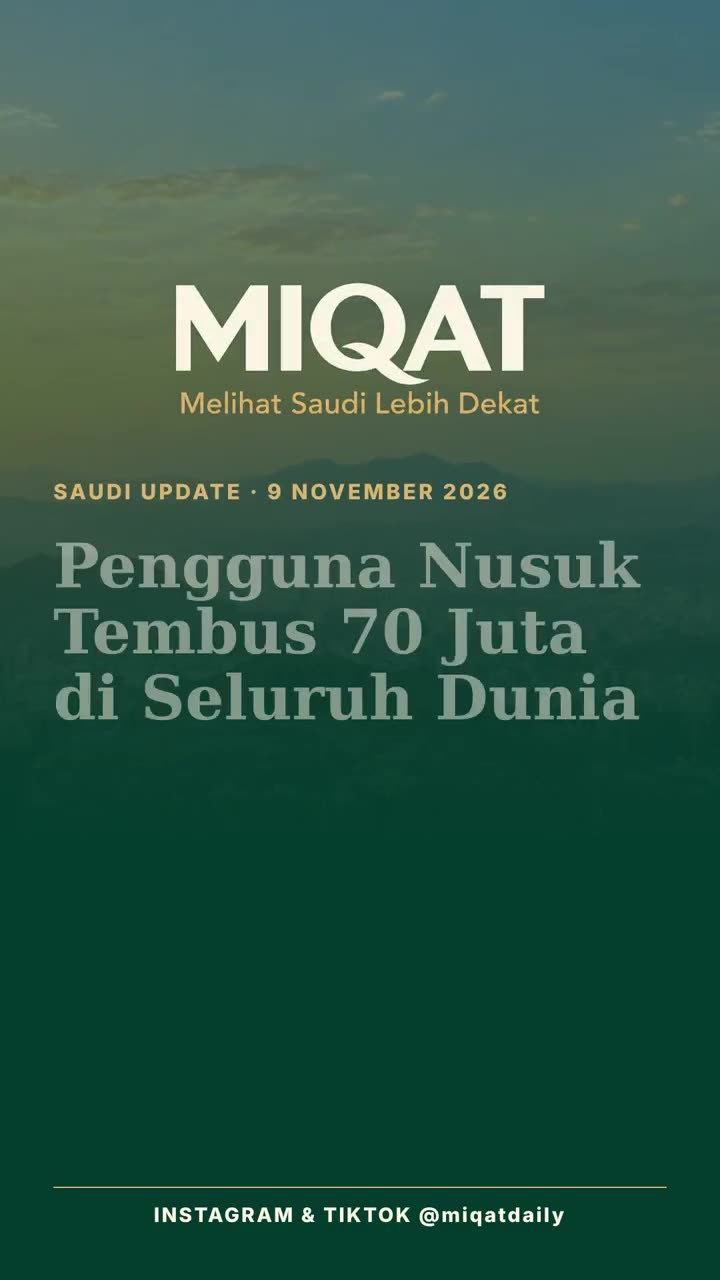 MIQAT
Melihat Saudi Lebih Dekat
SAUDI UPDATE · 9 NOVEMBER 2026
Pengguna Nusuk
Tembus 70 Juta
di Seluruh Dunia
INSTAGRAM & TIKTOK @miqatdaily